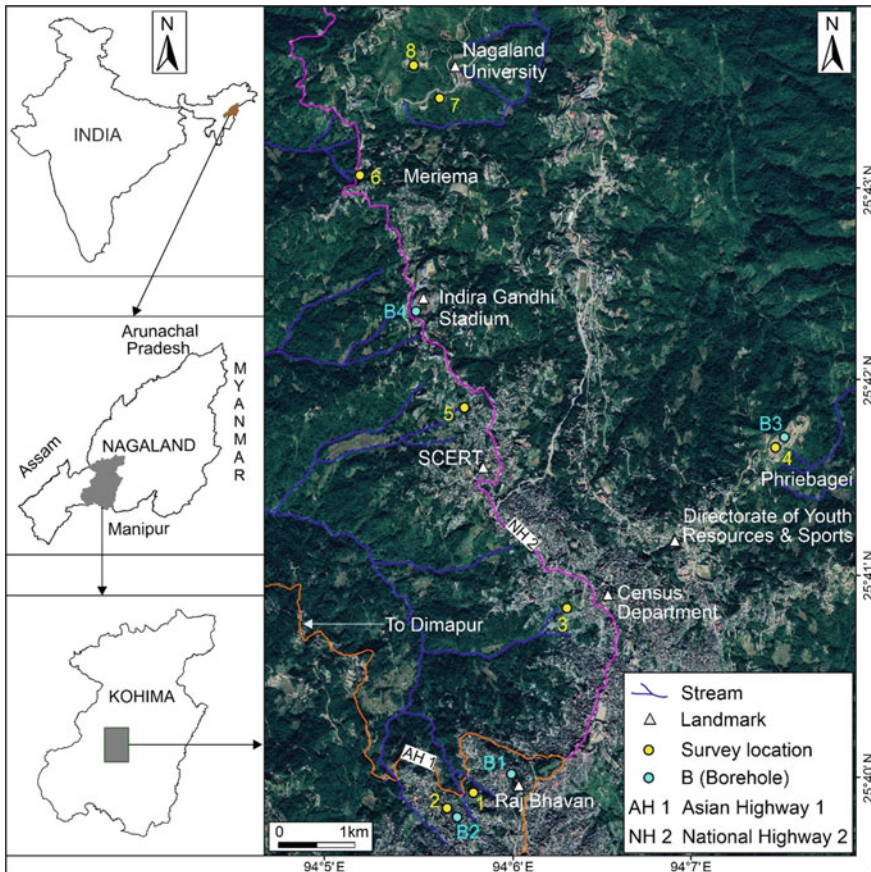 N
INDIA
Arunachal
Pradesh
MYANMAR
NAGALAND
Assam
Manipur
KOHIMA
N
8
Nagaland
University
7
6
Meriema
25°43'N
Indira Gandhi
Stadium
B4
25°42'N
5
B3
4
SCERT
Phriebagei
Directorate of Youth
Resources & Sports
NH 2
25°41'N
Census
Department
3
To Dimapur
AH 1
B1
25°40'N
Raj Bhavan
1
2
B2
0 1km
Stream
Landmark
Survey location
B (Borehole)
AH 1 Asian Highway 1
NH 2 National Highway 2
94°5'E
94°6'E
94°7'E